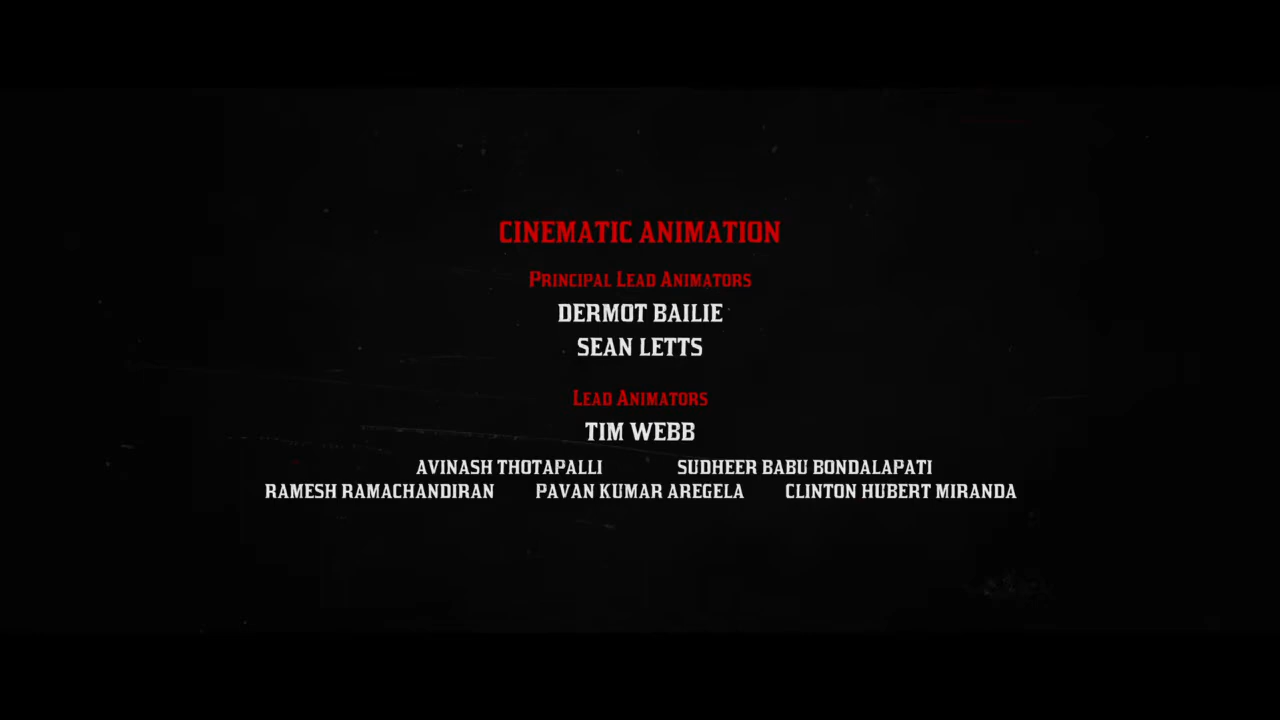 CINEMATIC ANIMATION
PRINCIPAL LEAD ANIMATORS
DERMOT BAILIE
SEAN LETTS
LEAD ANIMATORS
TIM WEBB
AVINASH THOTAPALLI SUDHEER BABU BONDALAPATI
RAMESH RAMACHANDIRAN PAVAN KUMAR AREGELA CLINTON HUBERT MIRANDA